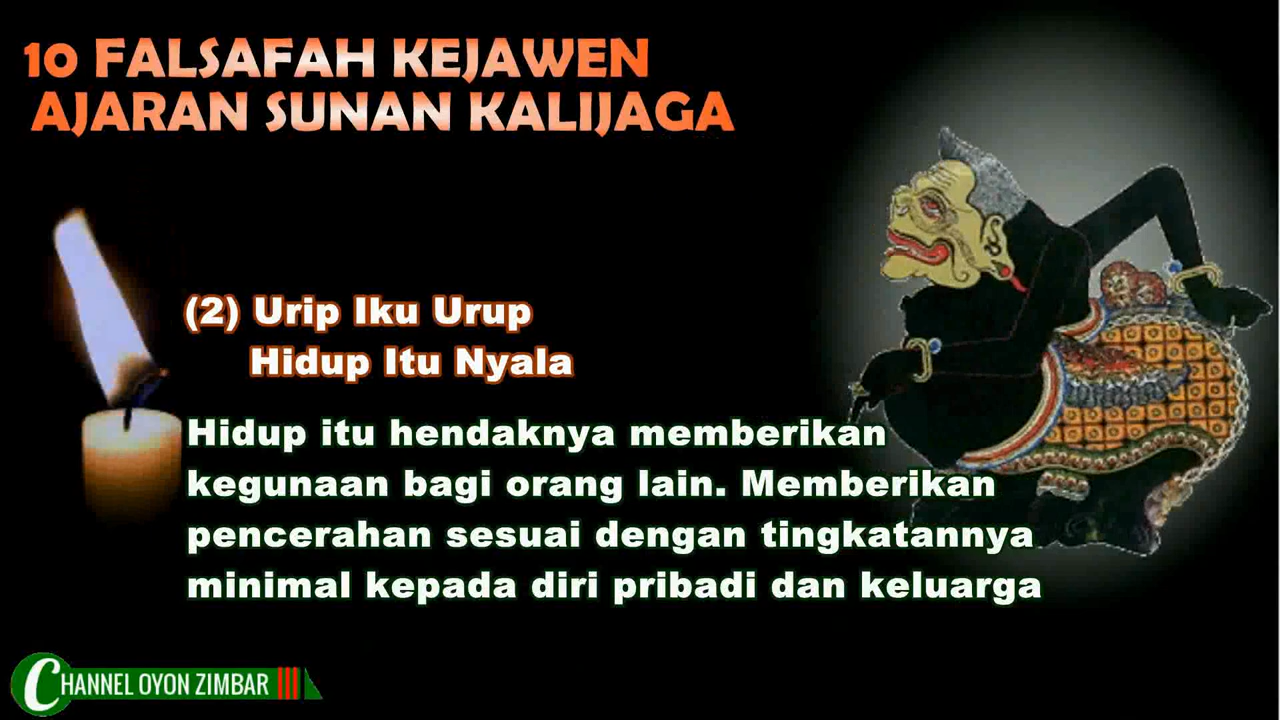 10 FALSAFAH KEJAWEN
AJARAN SUNAN KALIJAGA
(2) Urip Iku Urup
Hidup Itu Nyala
Hidup itu hendaknya memberikan
kegunaan bagi orang lain. Memberikan
pencerahan sesuai dengan tingkatannya
minimal kepada diri pribadi dan keluarga
CHANNEL OYON ZIMBAR